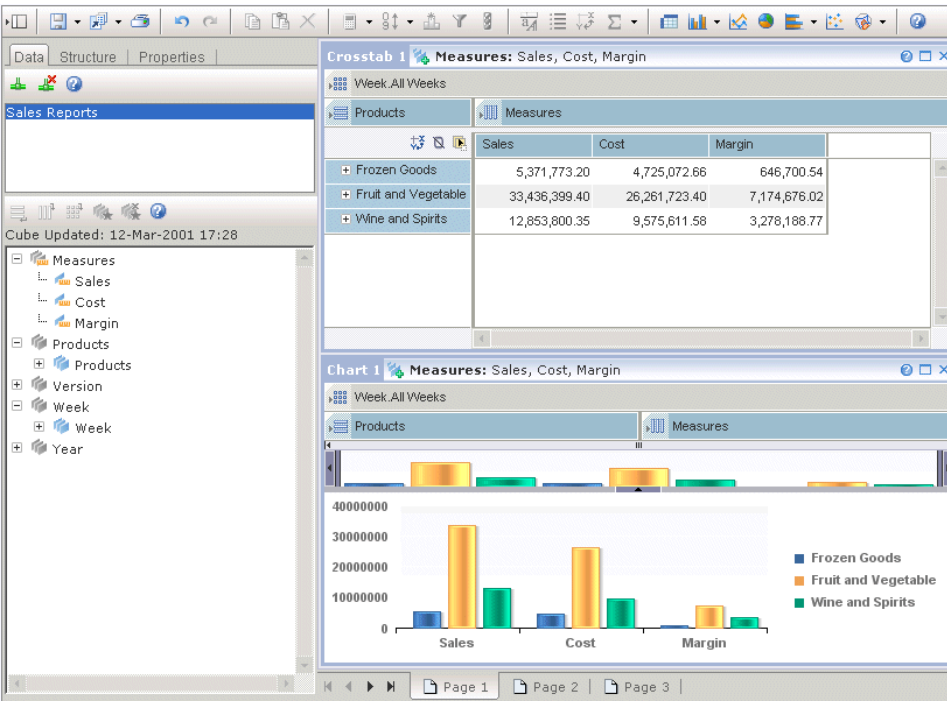 Data Structure | Properties |
Sales Reports
Cube Updated: 12-Mar-2001 17:28
Measures
Sales
Cost
Margin
Products
Products
Version
Week
Week
Year
Crosstab 1 Measures: Sales, Cost, Margin
Week.All Weeks
Products Measures
Sales Cost Margin
Frozen Goods 5,371,773.20 4,725,072.66 646,700.54
Fruit and Vegetable 33,436,399.40 26,261,723.40 7,174,676.02
Wine and Spirits 12,853,800.35 9,575,611.58 3,278,188.77
Chart 1 Measures: Sales, Cost, Margin
Week.All Weeks
Products Measures
40000000
30000000
20000000
10000000
0
Sales Cost Margin
Frozen Goods
Fruit and Vegetable
Wine and Spirits
Page 1 Page 2 | Page 3 |